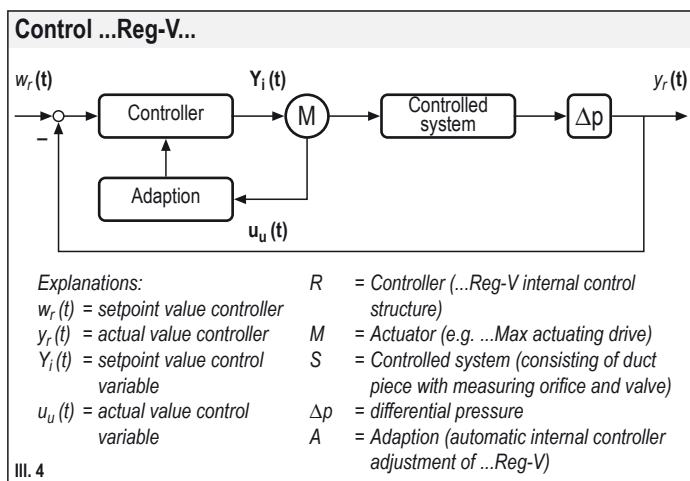 Control ...Reg-V...
wr (t)
Yi (t)
yr (t)
Controller
M
Controlled
system
Δp
–
Adaption
uu (t)
Explanations:
wr (t) = setpoint value controller
yr (t) = actual value controller
Yi (t) = setpoint value control
variable
uu (t) = actual value control
variable
R = Controller (...Reg-V internal control
structure)
M = Actuator (e.g. ...Max actuating drive)
S = Controlled system (consisting of duct
piece with measuring orifice and valve)
Δp = differential pressure
A = Adaption (automatic internal controller
adjustment of ...Reg-V)
Ill. 4